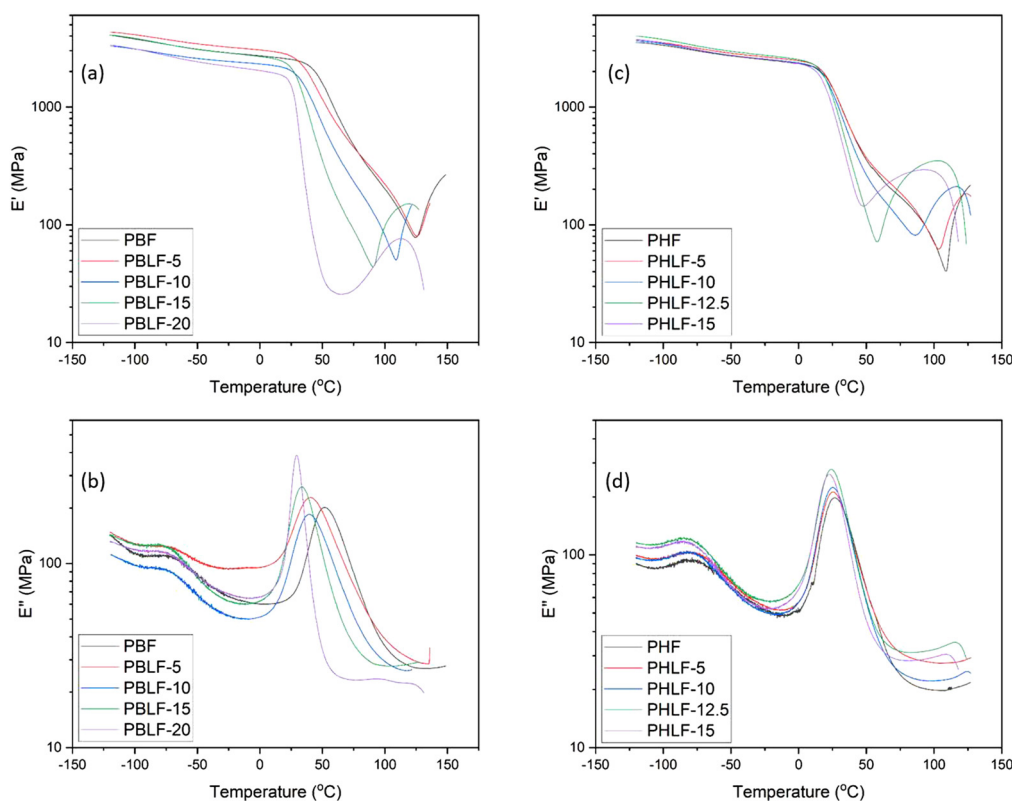 (a)
1000
100
10
E' (MPa)
PBF
PBLF-5
PBLF-10
PBLF-15
PBLF-20
-150 -100 -50 0 50 100 150
Temperature (°C)
(c)
1000
100
10
E' (MPa)
PHF
PHLF-5
PHLF-10
PHLF-12.5
PHLF-15
-150 -100 -50 0 50 100 150
Temperature (°C)
(b)
100
10
E" (MPa)
PBF
PBLF-5
PBLF-10
PBLF-15
PBLF-20
-150 -100 -50 0 50 100 150
Temperature (°C)
(d)
100
10
E" (MPa)
PHF
PHLF-5
PHLF-10
PHLF-12.5
PHLF-15
-150 -100 -50 0 50 100 150
Temperature (°C)